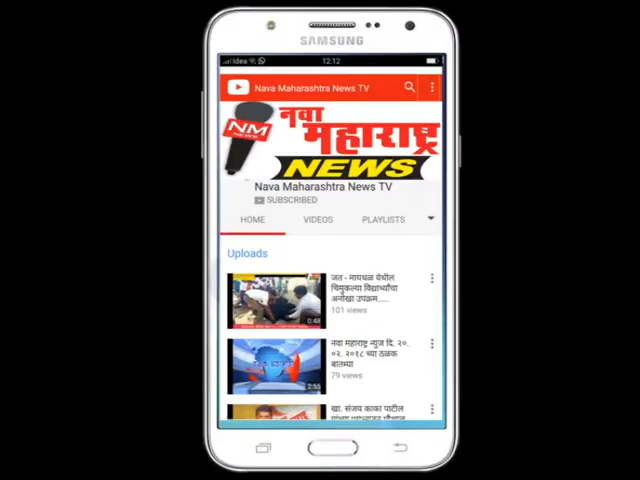 SAMSUNG
Idea
12:12
Nava Maharashtra News TV
नवा
महाराष्ट्र
NM
NEWS
NEWS
Nava Maharashtra News TV
SUBSCRIBED
HOME VIDEOS PLAYLISTS
Uploads
जत - मायथळ येथील
चिमुकल्या विद्यार्थ्यांचा
अनोखा उपक्रम.....
101 views
0:48
नवा महाराष्ट्र न्युज दि. २०.
०२. २०१८ च्या ठळक
बातम्या
79 views
2:55
खा. संजय काका पाटील